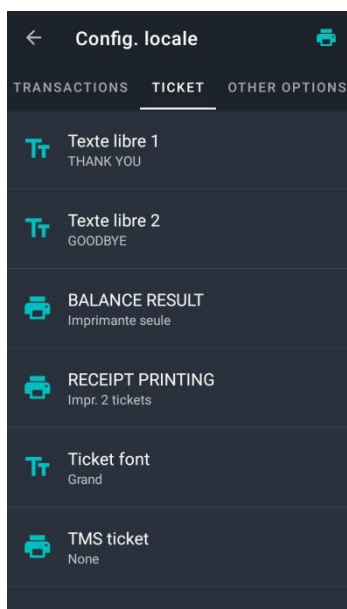 Config. locale
TRANSACTIONS TICKET OTHER OPTIONS
Texte libre 1
THANK YOU
Texte libre 2
GOODBYE
BALANCE RESULT
Imprimante seule
RECEIPT PRINTING
Impr. 2 tickets
Ticket font
Grand
TMS ticket
None